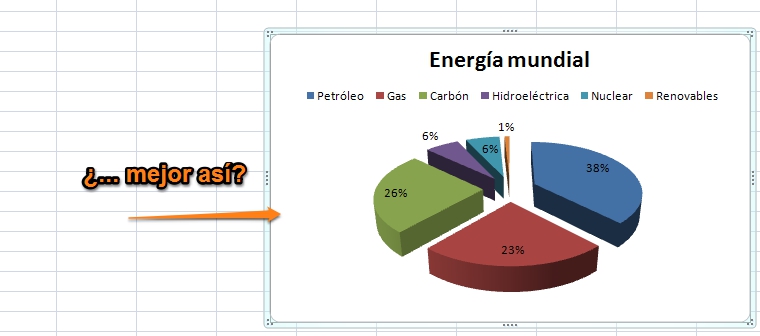 Energía mundial
Petróleo Gas Carbón Hidroeléctrica Nuclear Renovables
¿... mejor así?
1%
6%
6%
38%
26%
23%